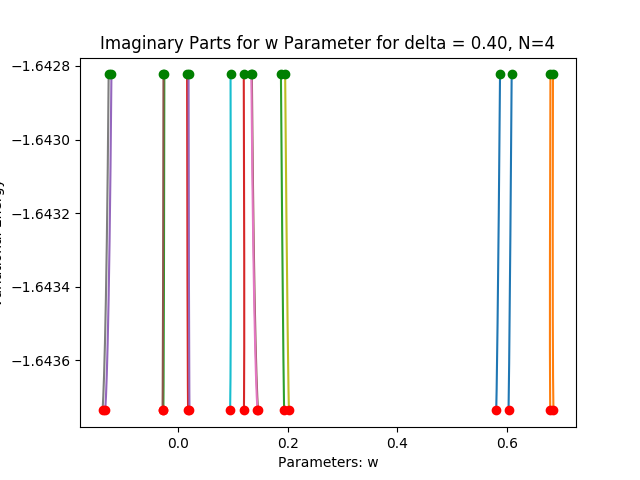 Imaginary Parts for w Parameter for delta = 0.40, N=4
−1.6428
−1.6430
−1.6432
−1.6434
−1.6436
0.0 0.2 0.4 0.6
Parameters: w